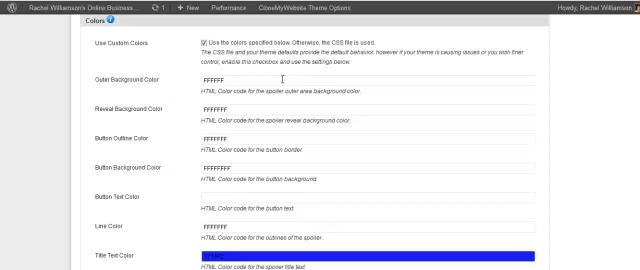 Rachel Williamson's Online Business... 1 + New Performance CloneMyWebsite Theme Options Howdy, Rachel Williamson
Colors
Use Custom Colors
Use the colors specified below. Otherwise, the CSS file is used.
The CSS file and your theme defaults provide the default behavior, however if your theme is causing issues or you wish finer
control, enable this checkbox and use the settings below.
Outer Background Color FFFFFF
HTML Color code for the spoiler outer area background color.
Reveal Background Color FFFFFFF
HTML Color code for the spoiler reveal background color.
Button Outline Color FFFFFFF
HTML Color code for the button border.
Button Background Color FFFFFFFF
HTML Color code for the button background.
Button Text Color
HTML Color code for the button text.
Line Color FFFFFFF
HTML Color code for the outlines of the spoiler.
Title Text Color
HTML Color code for the spoiler title text.